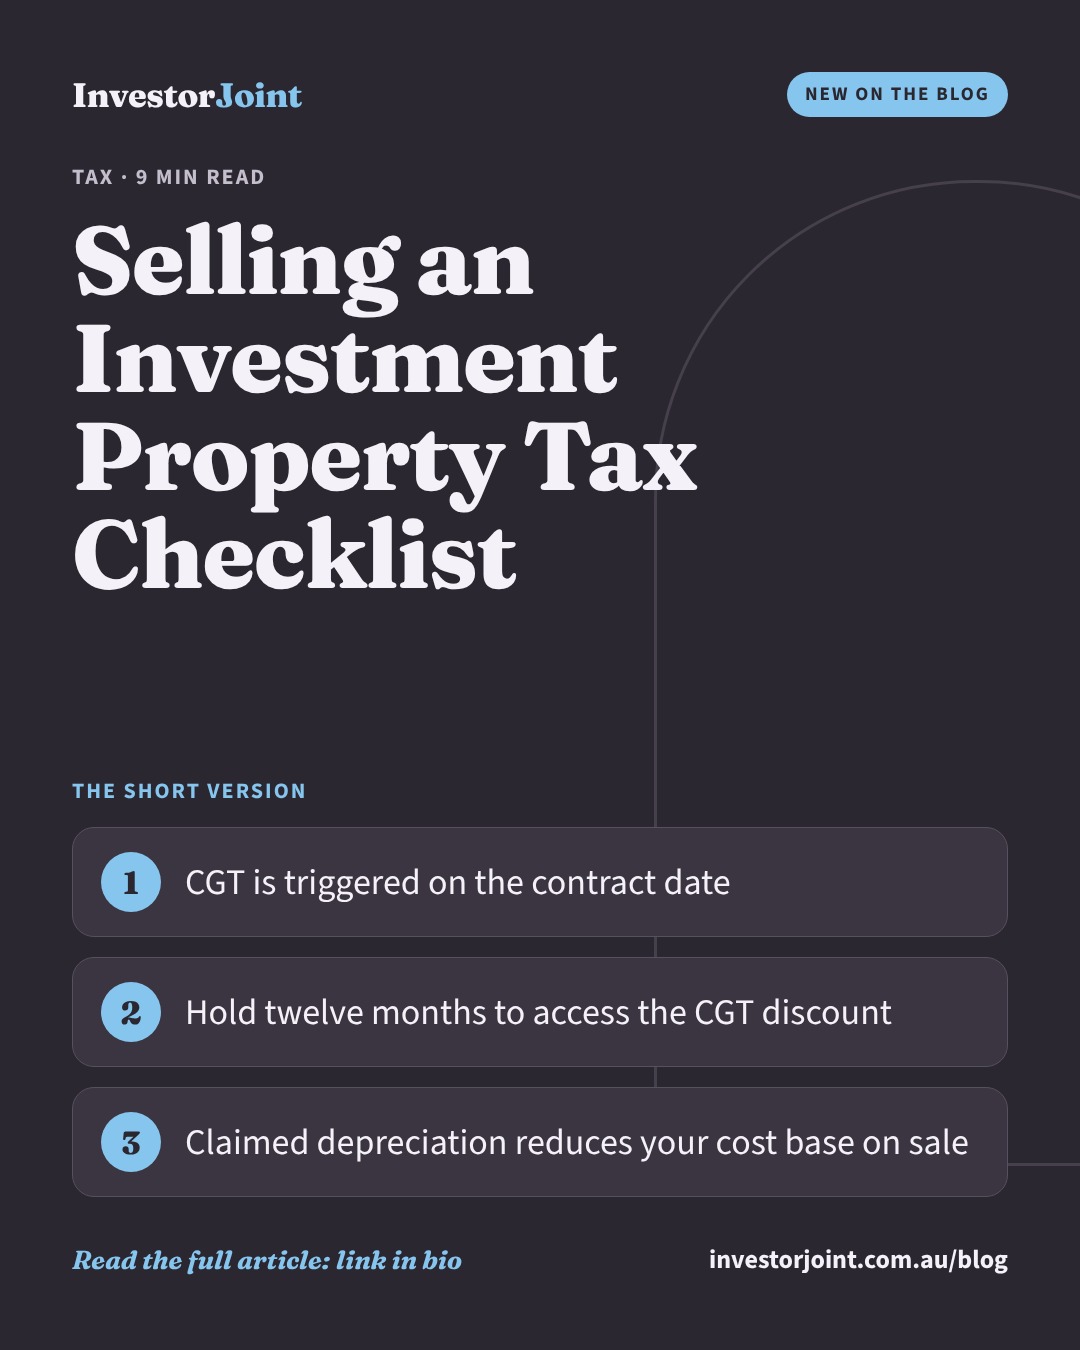 InvestorJoint
NEW ON THE BLOG
TAX · 9 MIN READ
Selling an
Investment
Property Tax
Checklist
THE SHORT VERSION
1 CGT is triggered on the contract date
2 Hold twelve months to access the CGT discount
3 Claimed depreciation reduces your cost base on sale
Read the full article: link in bio
investorjoint.com.au/blog